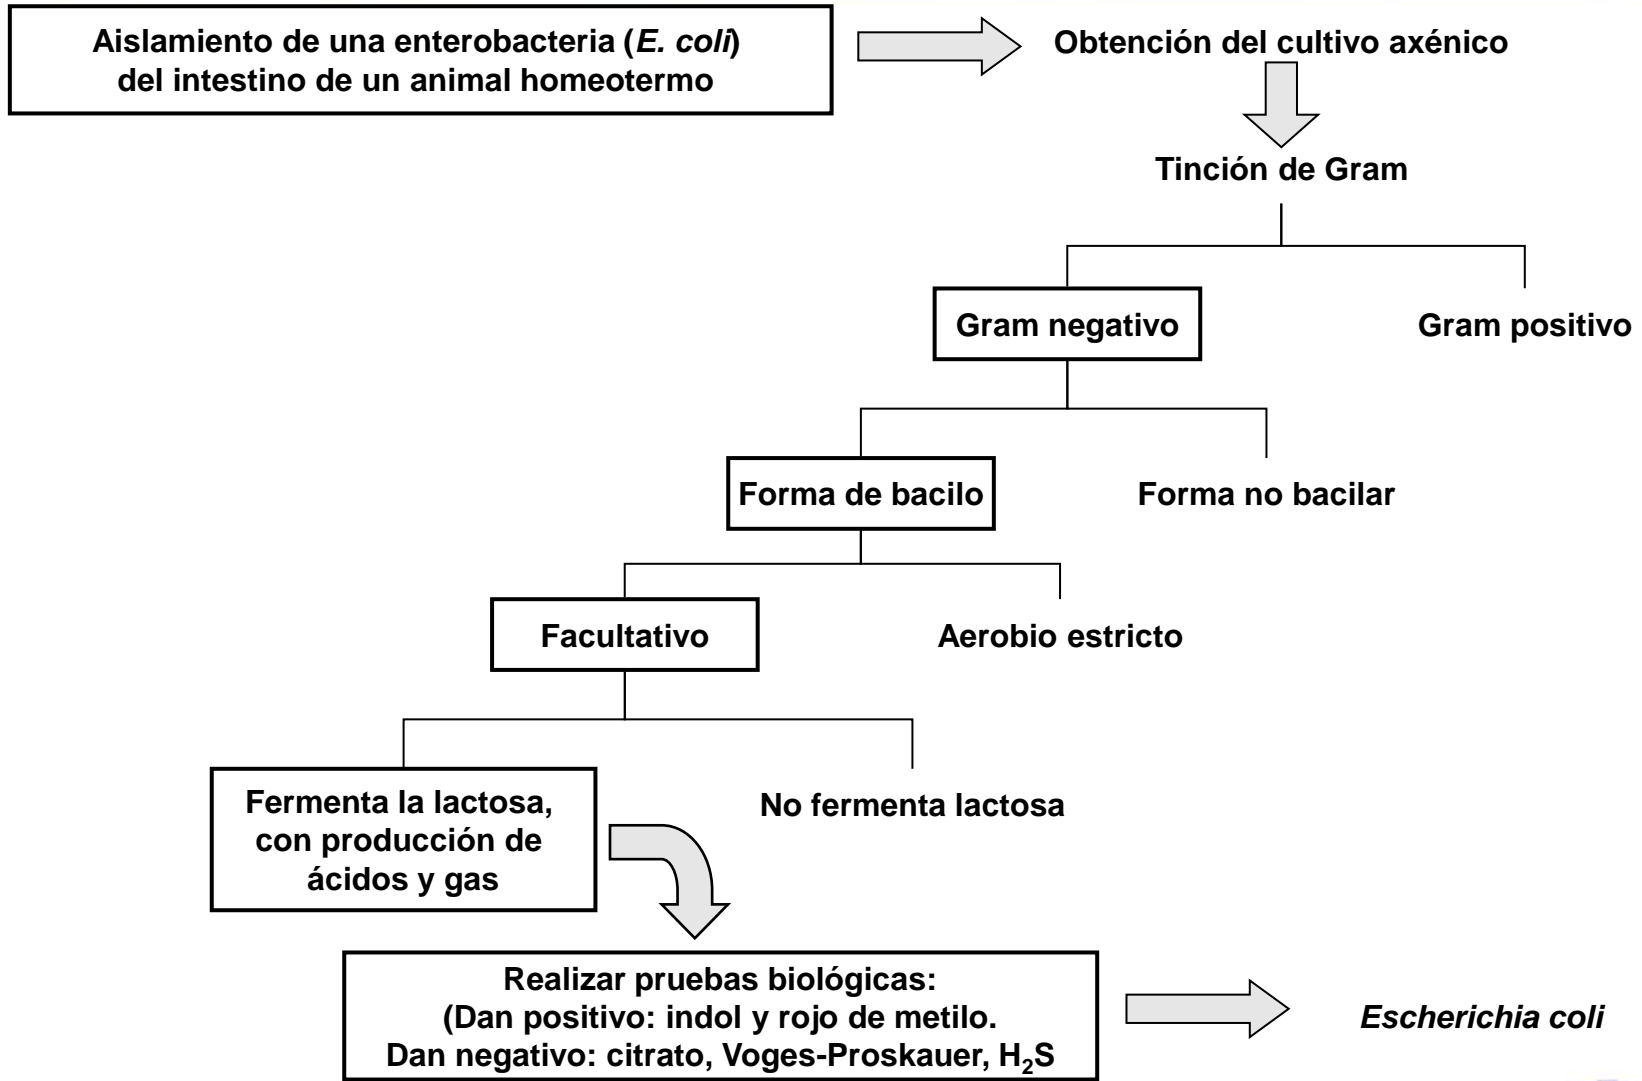 Aislamiento de una enterobacteria (E. coli)
del intestino de un animal homeotermo
Obtención del cultivo axénico
Tinción de Gram
Gram negativo
Gram positivo
Forma de bacilo
Forma no bacilar
Facultativo
Aerobio estricto
Fermenta la lactosa,
con producción de
ácidos y gas
No fermenta lactosa
Realizar pruebas biológicas:
(Dan positivo: indol y rojo de metilo.
Dan negativo: citrato, Voges-Proskauer, H₂S
Escherichia coli